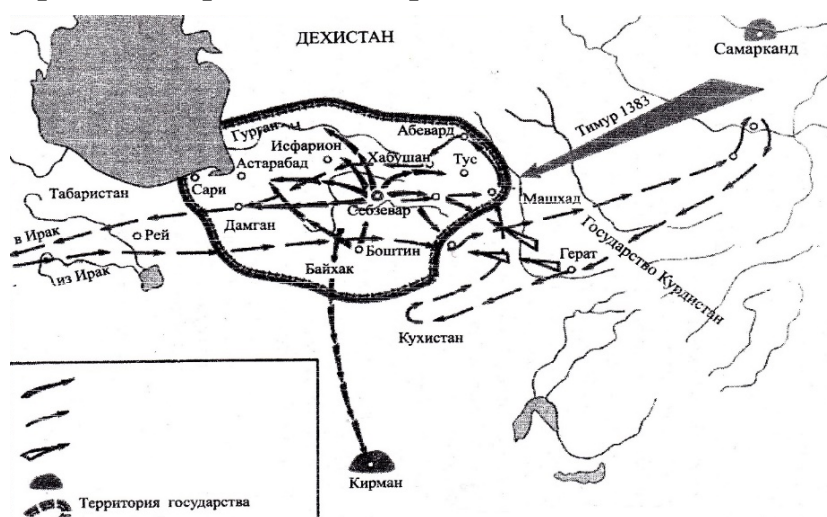 ДЕХИСТАН
Самарканд
Тимур 1383
Гурган
Абевард
Исфарион
Хабушан
Тус
Астарабад
Сари
Табаристан
Машхад
Себзевар
Дамган
в Ирак
Рей
Государство Курдистан
Боштин
Герат
из Ирак
Байхак
Кухистан
Кирман
Территория государства